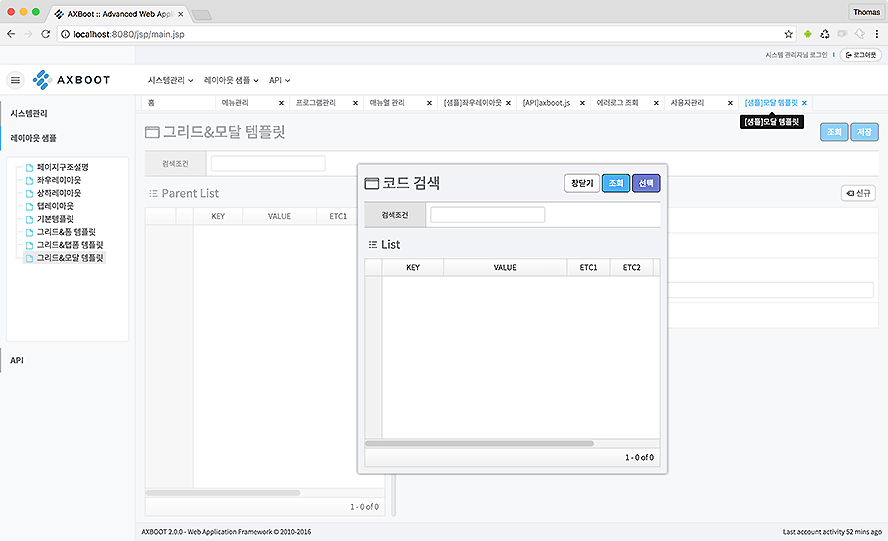 AXBoot :: Advanced Web Appl
Thomas
localhost:8080/jsp/main.jsp
시스템 관리자님 로그인
로그아웃
AXBOOT
시스템관리
레이아웃 샘플
API
시스템관리
레이아웃 샘플
페이지구조설명
좌우레이아웃
상하레이아웃
탭레이아웃
기본템플릿
그리드&폼 템플릿
그리드&탭폼 템플릿
그리드&모달 템플릿
API
홈
메뉴관리
프로그램관리
매뉴얼 관리
[샘플]좌우레이아웃
[API]axboot.js
에러로그 조회
사용자관리
[샘플]모달 템플릿
[샘플]모달 템플릿
그리드&모달 템플릿
조회
저장
검색조건
Parent List
신규
KEY VALUE ETC1
1 - 0 of 0
코드 검색
창닫기
조회
선택
검색조건
List
KEY VALUE ETC1 ETC2
1 - 0 of 0
AXBOOT 2.0.0 - Web Application Framework © 2010-2016
Last account activity 52 mins ago